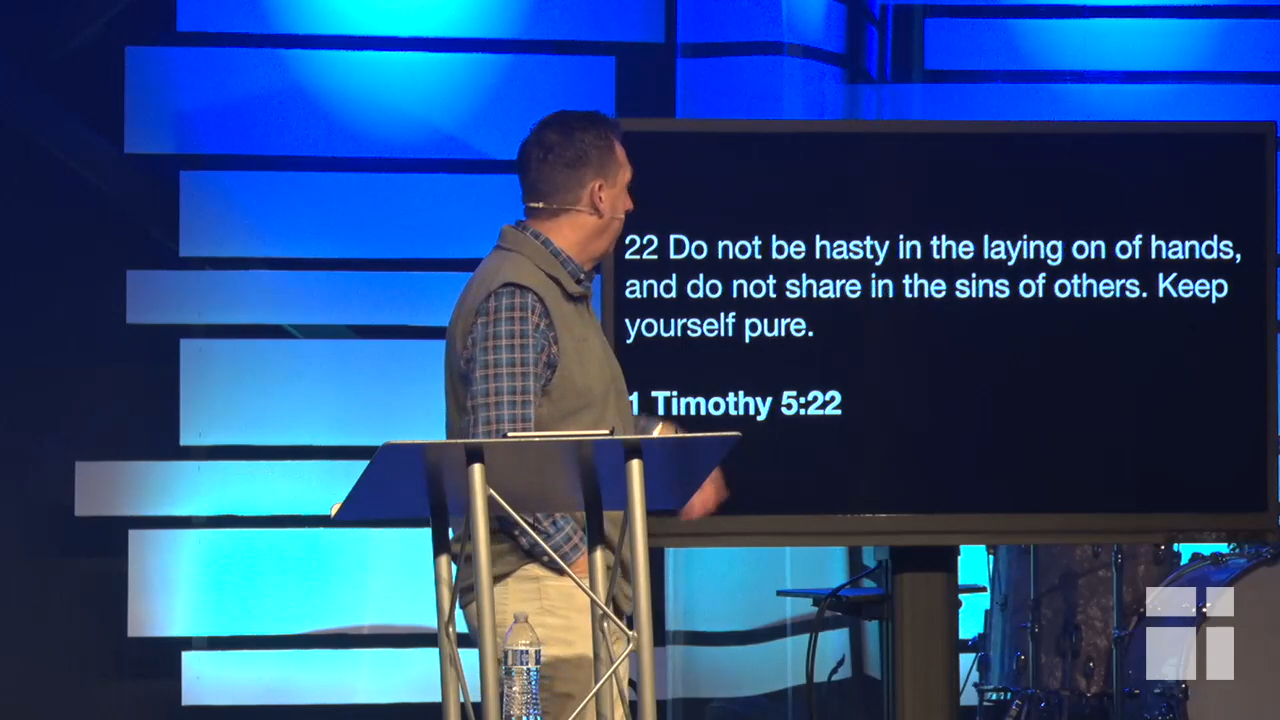 22 Do not be hasty in the laying on of hands,
and do not share in the sins of others. Keep
yourself pure.
1 Timothy 5:22